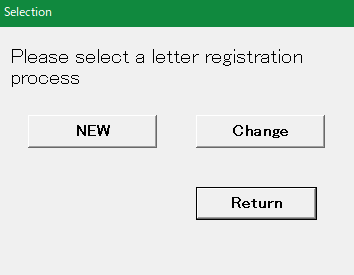 Selection
Please select a letter registration
process
NEW
Change
Return